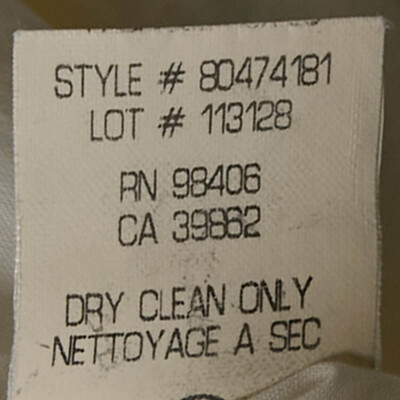 STYLE # 80474181
LOT # 113128
RN 98406
CA 39862
DRY CLEAN ONLY
NETTOYAGE A SEC